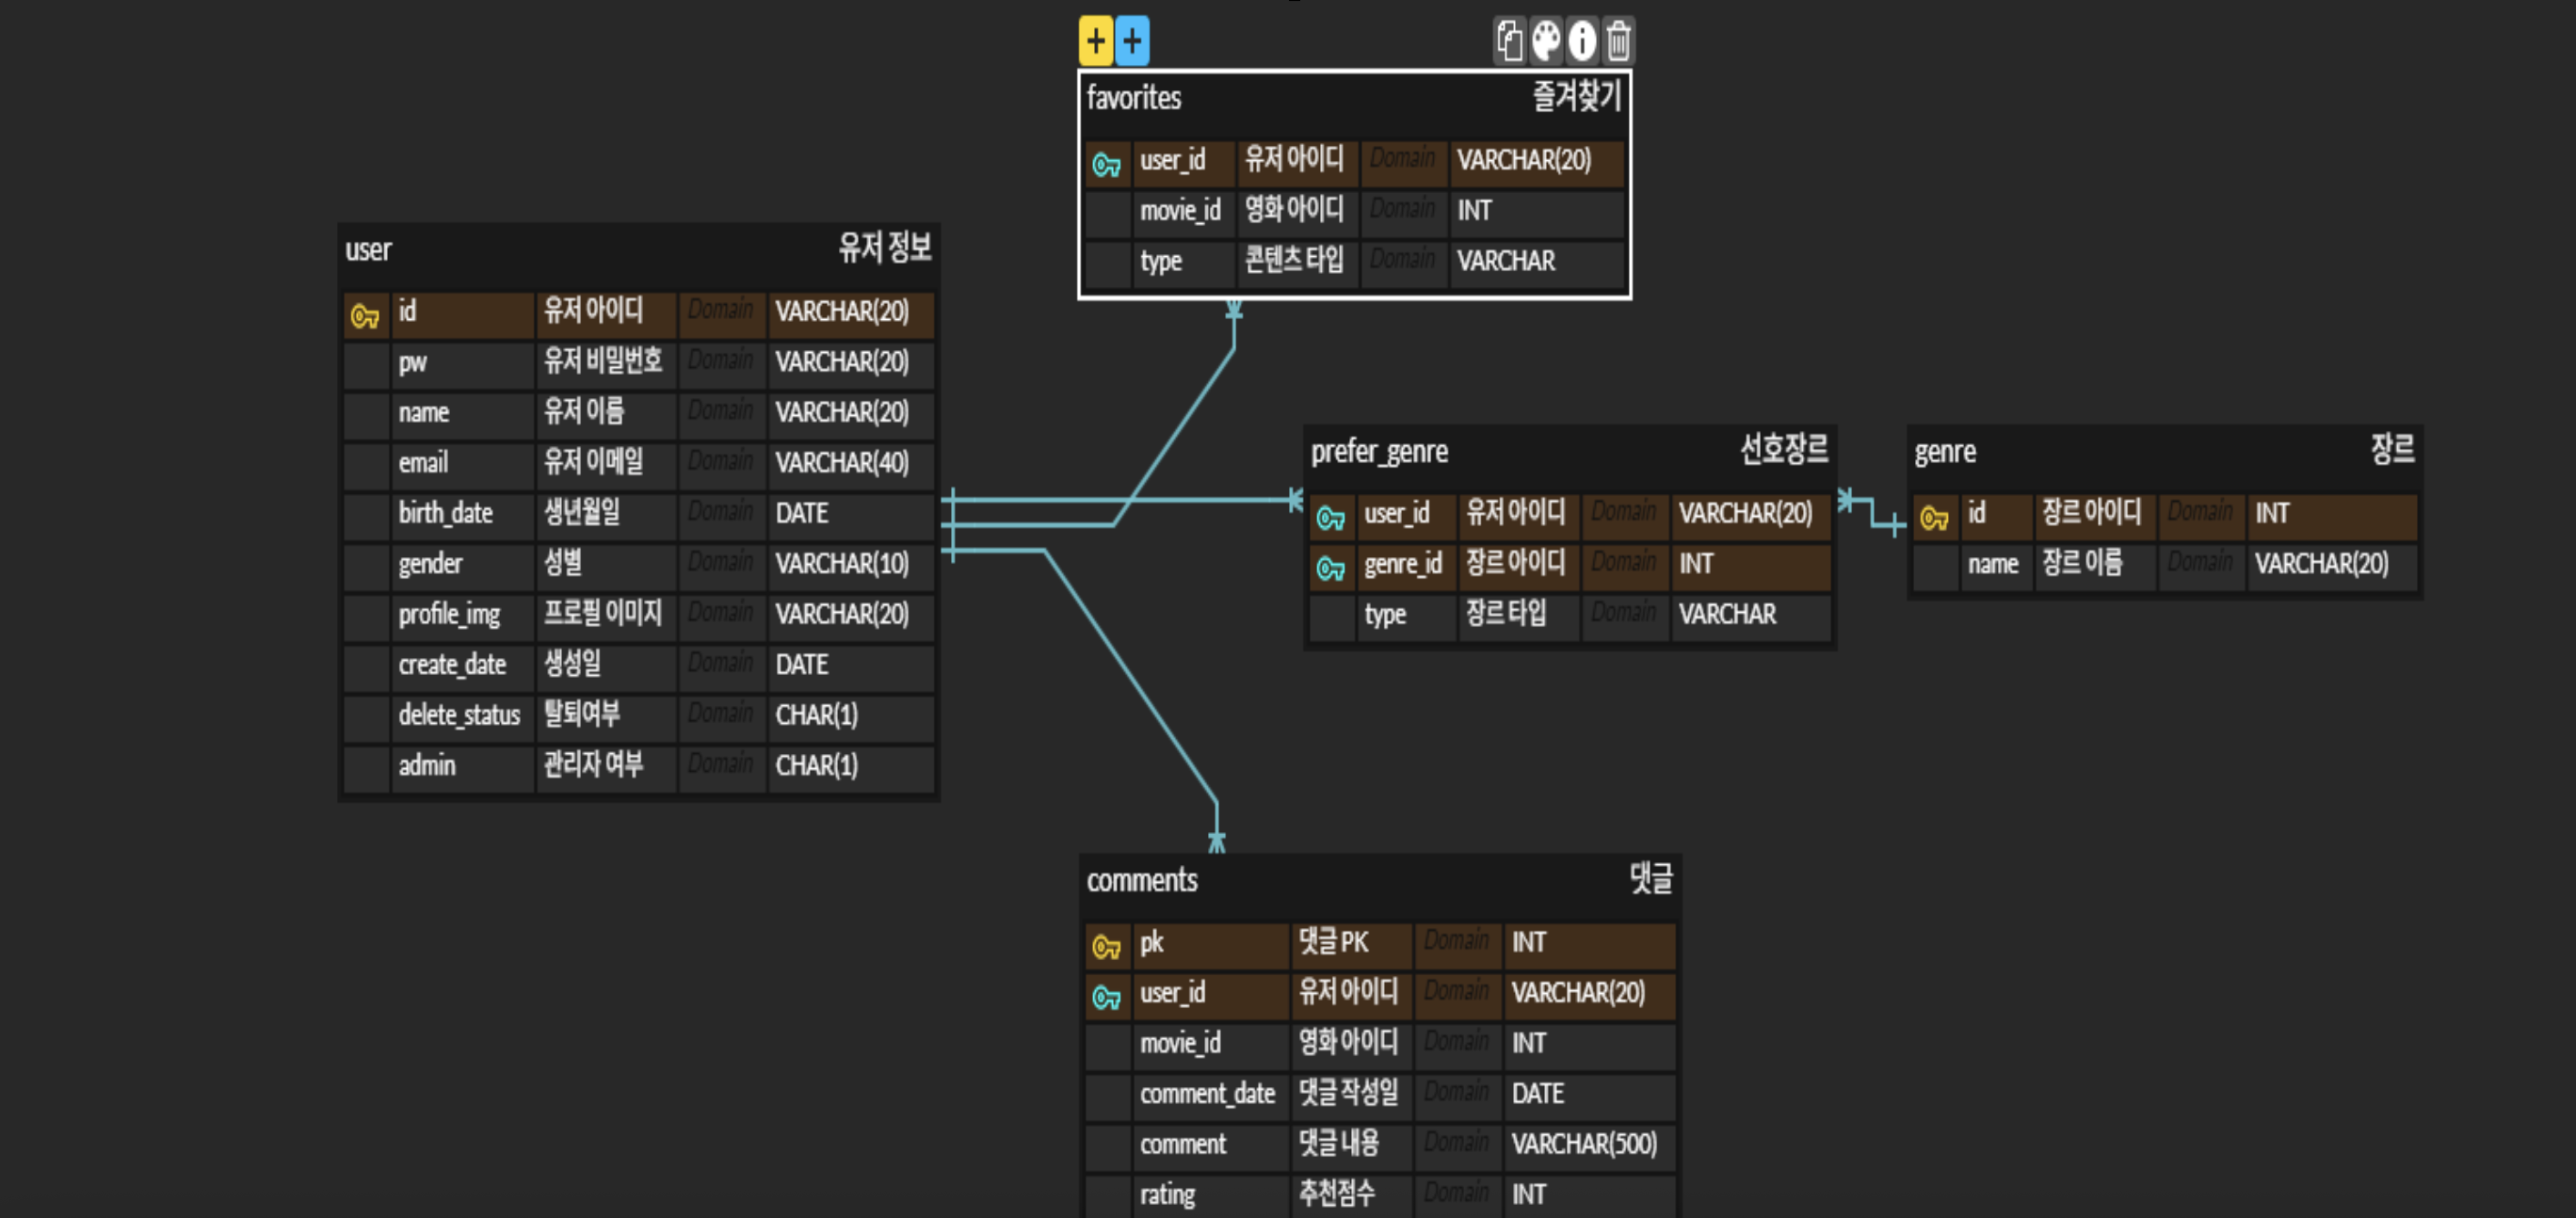 favorites 즐겨찾기
user_id 유저 아이디 Domain VARCHAR(20)
movie_id 영화 아이디 Domain INT
type 콘텐츠 타입 Domain VARCHAR
user 유저 정보
id 유저 아이디 Domain VARCHAR(20)
pw 유저 비밀번호 Domain VARCHAR(20)
name 유저 이름 Domain VARCHAR(20)
email 유저 이메일 Domain VARCHAR(40)
birth_date 생년월일 Domain DATE
gender 성별 Domain VARCHAR(10)
profile_img 프로필 이미지 Domain VARCHAR(20)
create_date 생성일 Domain DATE
delete_status 탈퇴여부 Domain CHAR(1)
admin 관리자 여부 Domain CHAR(1)
prefer_genre 선호장르
user_id 유저 아이디 Domain VARCHAR(20)
genre_id 장르 아이디 Domain INT
type 장르 타입 Domain VARCHAR
genre 장르
id 장르 아이디 Domain INT
name 장르 이름 Domain VARCHAR(20)
comments 댓글
pk 댓글 PK Domain INT
user_id 유저 아이디 Domain VARCHAR(20)
movie_id 영화 아이디 Domain INT
comment_date 댓글 작성일 Domain DATE
comment 댓글 내용 Domain VARCHAR(500)
rating 추천점수 Domain INT